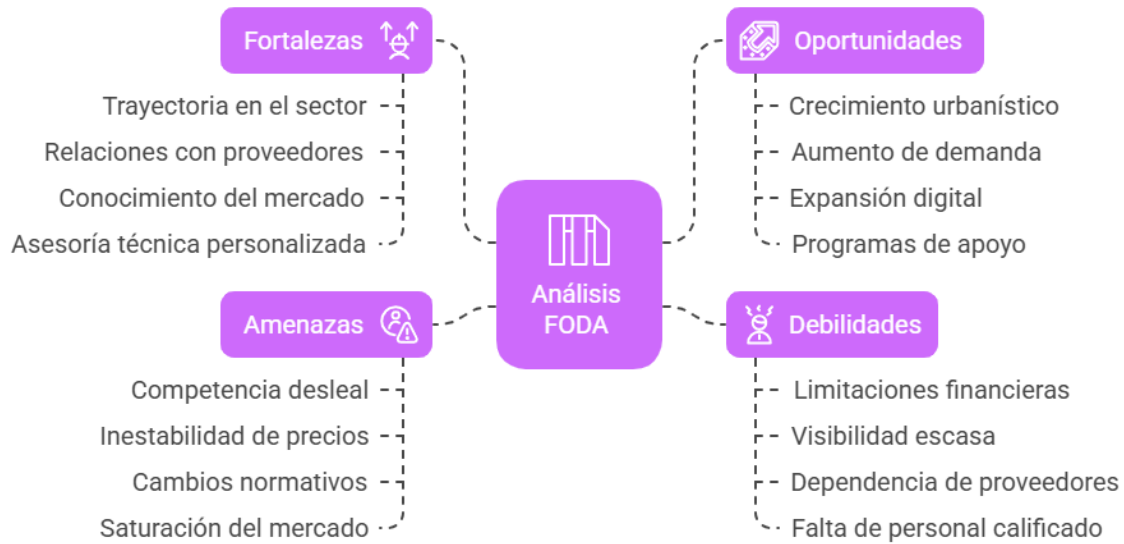 Fortalezas
Trayectoria en el sector
Relaciones con proveedores
Conocimiento del mercado
Asesoría técnica personalizada
Oportunidades
Crecimiento urbanístico
Aumento de demanda
Expansión digital
Programas de apoyo
Análisis
FODA
Amenazas
Competencia desleal
Inestabilidad de precios
Cambios normativos
Saturación del mercado
Debilidades
Limitaciones financieras
Visibilidad escasa
Dependencia de proveedores
Falta de personal calificado